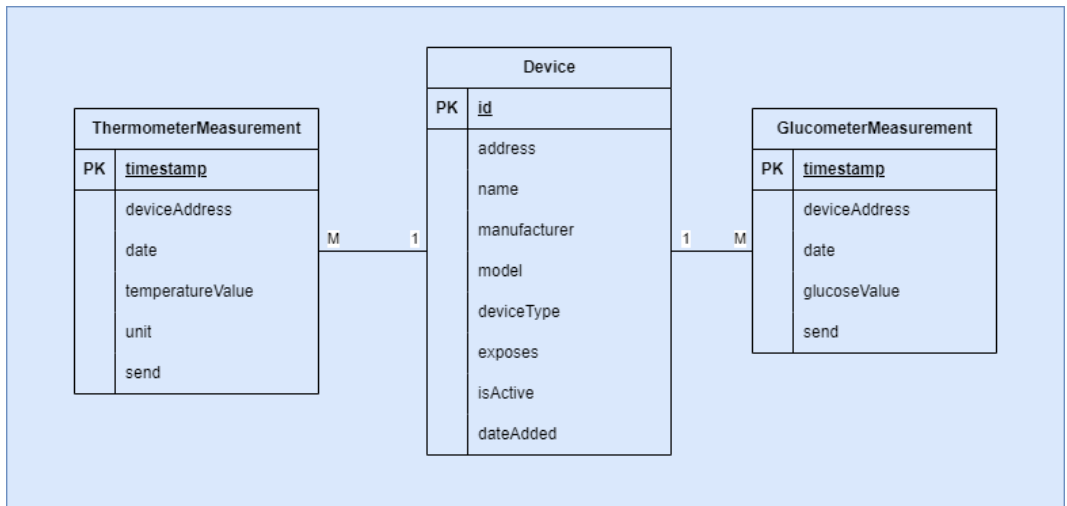 ThermometerMeasurement
PK timestamp
deviceAddress
date
temperatureValue
unit
send
M 1
Device
PK id
address
name
manufacturer
model
deviceType
exposes
isActive
dateAdded
1 M
GlucometerMeasurement
PK timestamp
deviceAddress
date
glucoseValue
send